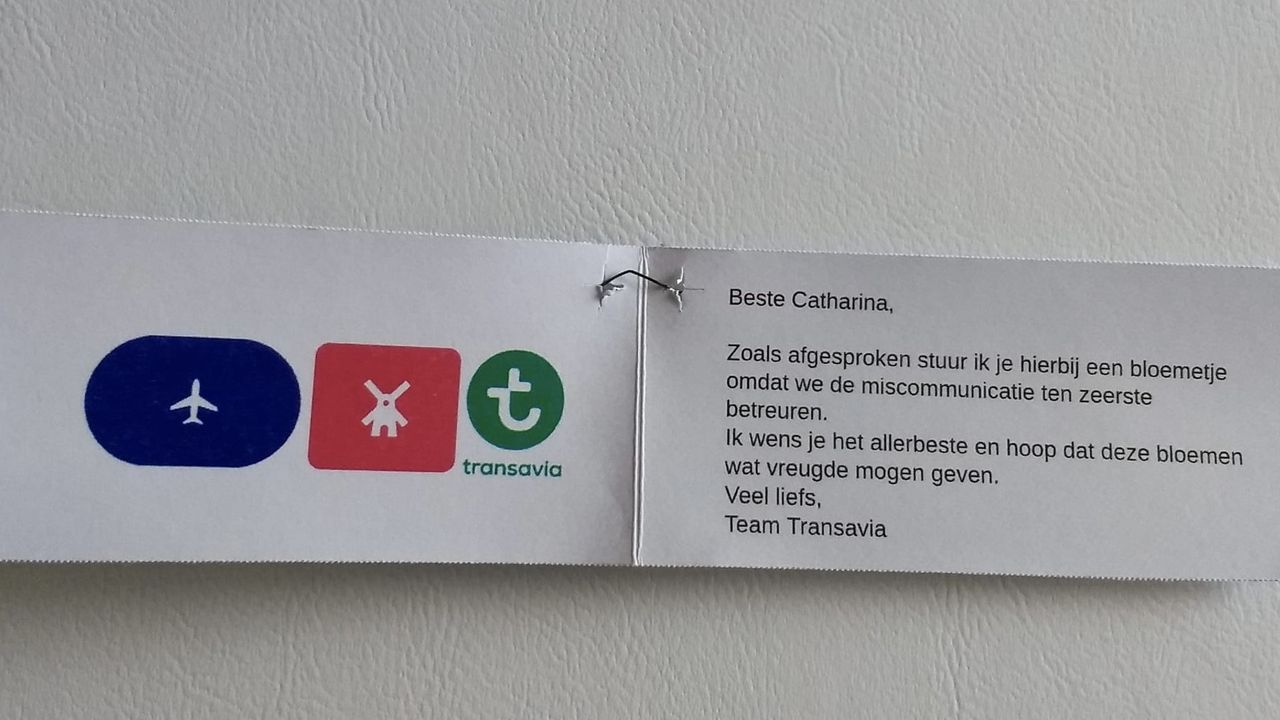 transavia
Beste Catharina,
Zoals afgesproken stuur ik je hierbij een bloemetje
omdat we de miscommunicatie ten zeerste
betreuren.
Ik wens je het allerbeste en hoop dat deze bloemen
wat vreugde mogen geven.
Veel liefs,
Team Transavia